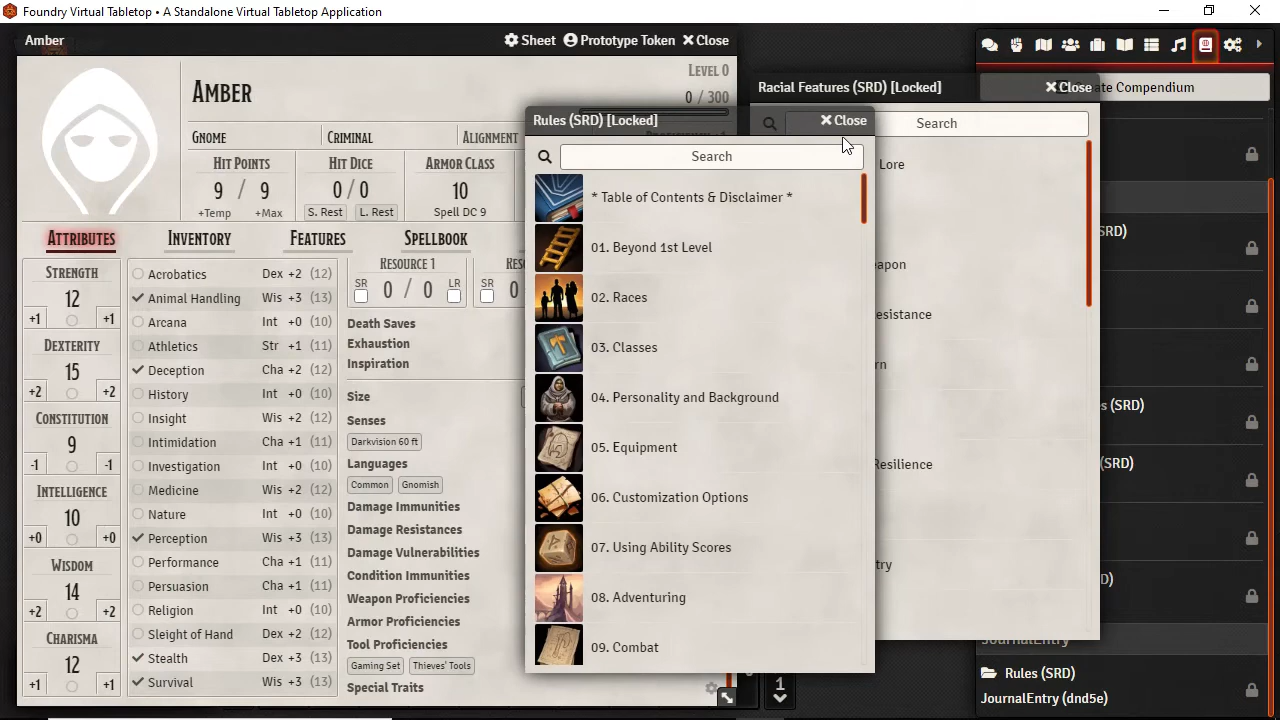 Foundry Virtual Tabletop • A Standalone Virtual Tabletop Application
Amber
Sheet Prototype Token Close
Amber
Level 0
0 / 300
Gnome Criminal Alignment
Hit Points Hit Dice Armor Class
9 / 9 0 / 0 10
+Temp +Max S. Rest L. Rest Spell DC 9
Attributes Inventory Features Spellbook
Strength
12
+1 +1
Dexterity
15
+2 +2
Constitution
9
-1 -1
Intelligence
10
+0 +0
Wisdom
14
+2 +2
Charisma
12
+1 +1
Acrobatics Dex +2 (12)
Animal Handling Wis +3 (13)
Arcana Int +0 (10)
Athletics Str +1 (11)
Deception Cha +2 (12)
History Int +0 (10)
Insight Wis +2 (12)
Intimidation Cha +1 (11)
Investigation Int +0 (10)
Medicine Wis +2 (12)
Nature Int +0 (10)
Perception Wis +3 (13)
Performance Cha +1 (11)
Persuasion Cha +1 (11)
Religion Int +0 (10)
Sleight of Hand Dex +2 (12)
Stealth Dex +3 (13)
Survival Wis +3 (13)
Resource 1
SR 0 / 0 LR
SR 0
Death Saves
Exhaustion
Inspiration
Size
Senses
Darkvision 60 ft
Languages
Common Gnomish
Damage Immunities
Damage Resistances
Damage Vulnerabilities
Condition Immunities
Weapon Proficiencies
Armor Proficiencies
Tool Proficiencies
Gaming Set Thieves' Tools
Special Traits
Rules (SRD) [Locked] Close
Search
* Table of Contents & Disclaimer *
01. Beyond 1st Level
02. Races
03. Classes
04. Personality and Background
05. Equipment
06. Customization Options
07. Using Ability Scores
08. Adventuring
09. Combat
Racial Features (SRD) [Locked] Close
Search
Lore
eapon
esistance
rn
Resilience
try
Compendium
SRD)
s (SRD)
(SRD)
D)
JournalEntry
Rules (SRD)
JournalEntry (dnd5e)
1